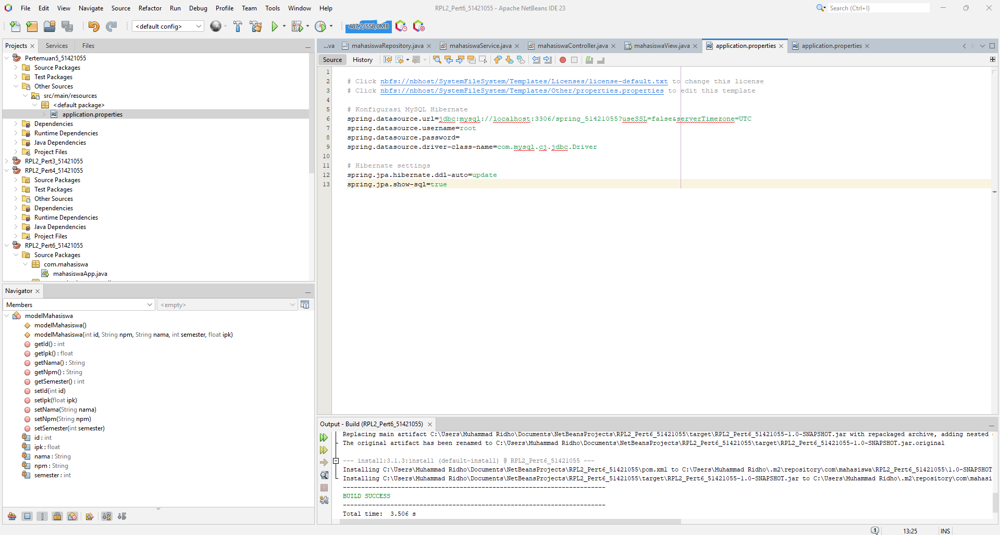 File Edit View Navigate Source Refactor Run Debug Profile Team Tools Window Help
RPL2_Pert6_51421055 - Apache NetBeans IDE 23
Search (Ctrl+I)
<default config>
487,2/558,0MB
Projects Services Files
Pertemuan5_51421055
Source Packages
Test Packages
Other Sources
src/main/resources
<default package>
application.properties
Dependencies
Runtime Dependencies
Java Dependencies
Project Files
RPL2_Pert3_51421055
RPL2_Pert4_51421055
Source Packages
Test Packages
Other Sources
Dependencies
Runtime Dependencies
Java Dependencies
Project Files
RPL2_Pert6_51421055
Source Packages
com.mahasiswa
mahasiswaApp.java
Navigator
Members <empty>
modelMahasiswa
modelMahasiswa()
modelMahasiswa(int id, String npm, String nama, int semester, float ipk)
getId() : int
getIpk() : float
getNama() : String
getNpm() : String
getSemester() : int
setId(int id)
setIpk(float ipk)
setNama(String nama)
setNpm(String npm)
setSemester(int semester)
id : int
ipk : float
nama : String
npm : String
semester : int
...va mahasiswaRepository.java mahasiswaService.java mahasiswaController.java mahasiswaView.java application.properties application.properties
Source History
1
2 # Click nbfs://nbhost/SystemFileSystem/Templates/Licenses/license-default.txt to change this license
3 # Click nbfs://nbhost/SystemFileSystem/Templates/Other/properties.properties to edit this template
4
5 # Konfigurasi MySQL Hibernate
6 spring.datasource.url=jdbc:mysql://localhost:3306/spring_51421055?useSSL=false&serverTimezone=UTC
7 spring.datasource.username=root
8 spring.datasource.password=
9 spring.datasource.driver-class-name=com.mysql.cj.jdbc.Driver
10
11 # Hibernate settings
12 spring.jpa.hibernate.ddl-auto=update
13 spring.jpa.show-sql=true
Output - Build (RPL2_Pert6_51421055)
Replacing main artifact C:\Users\Muhammad Ridho\Documents\NetBeansProjects\RPL2_Pert6_51421055\target\RPL2_Pert6_51421055-1.0-SNAPSHOT.jar with repackaged archive, adding nested
The original artifact has been renamed to C:\Users\Muhammad Ridho\Documents\NetBeansProjects\RPL2_Pert6_51421055\target\RPL2_Pert6_51421055-1.0-SNAPSHOT.jar.original
--- install:3.1.3:install (default-install) @ RPL2_Pert6_51421055 ---
Installing C:\Users\Muhammad Ridho\Documents\NetBeansProjects\RPL2_Pert6_51421055\pom.xml to C:\Users\Muhammad Ridho\.m2\repository\com\mahasiswa\RPL2_Pert6_51421055\1.0-SNAPSHOT
Installing C:\Users\Muhammad Ridho\Documents\NetBeansProjects\RPL2_Pert6_51421055\target\RPL2_Pert6_51421055-1.0-SNAPSHOT.jar to C:\Users\Muhammad Ridho\.m2\repository\com\mahasi
------------------------------------------------------------------------
BUILD SUCCESS
------------------------------------------------------------------------
Total time:  3.506 s
1 13:25 INS